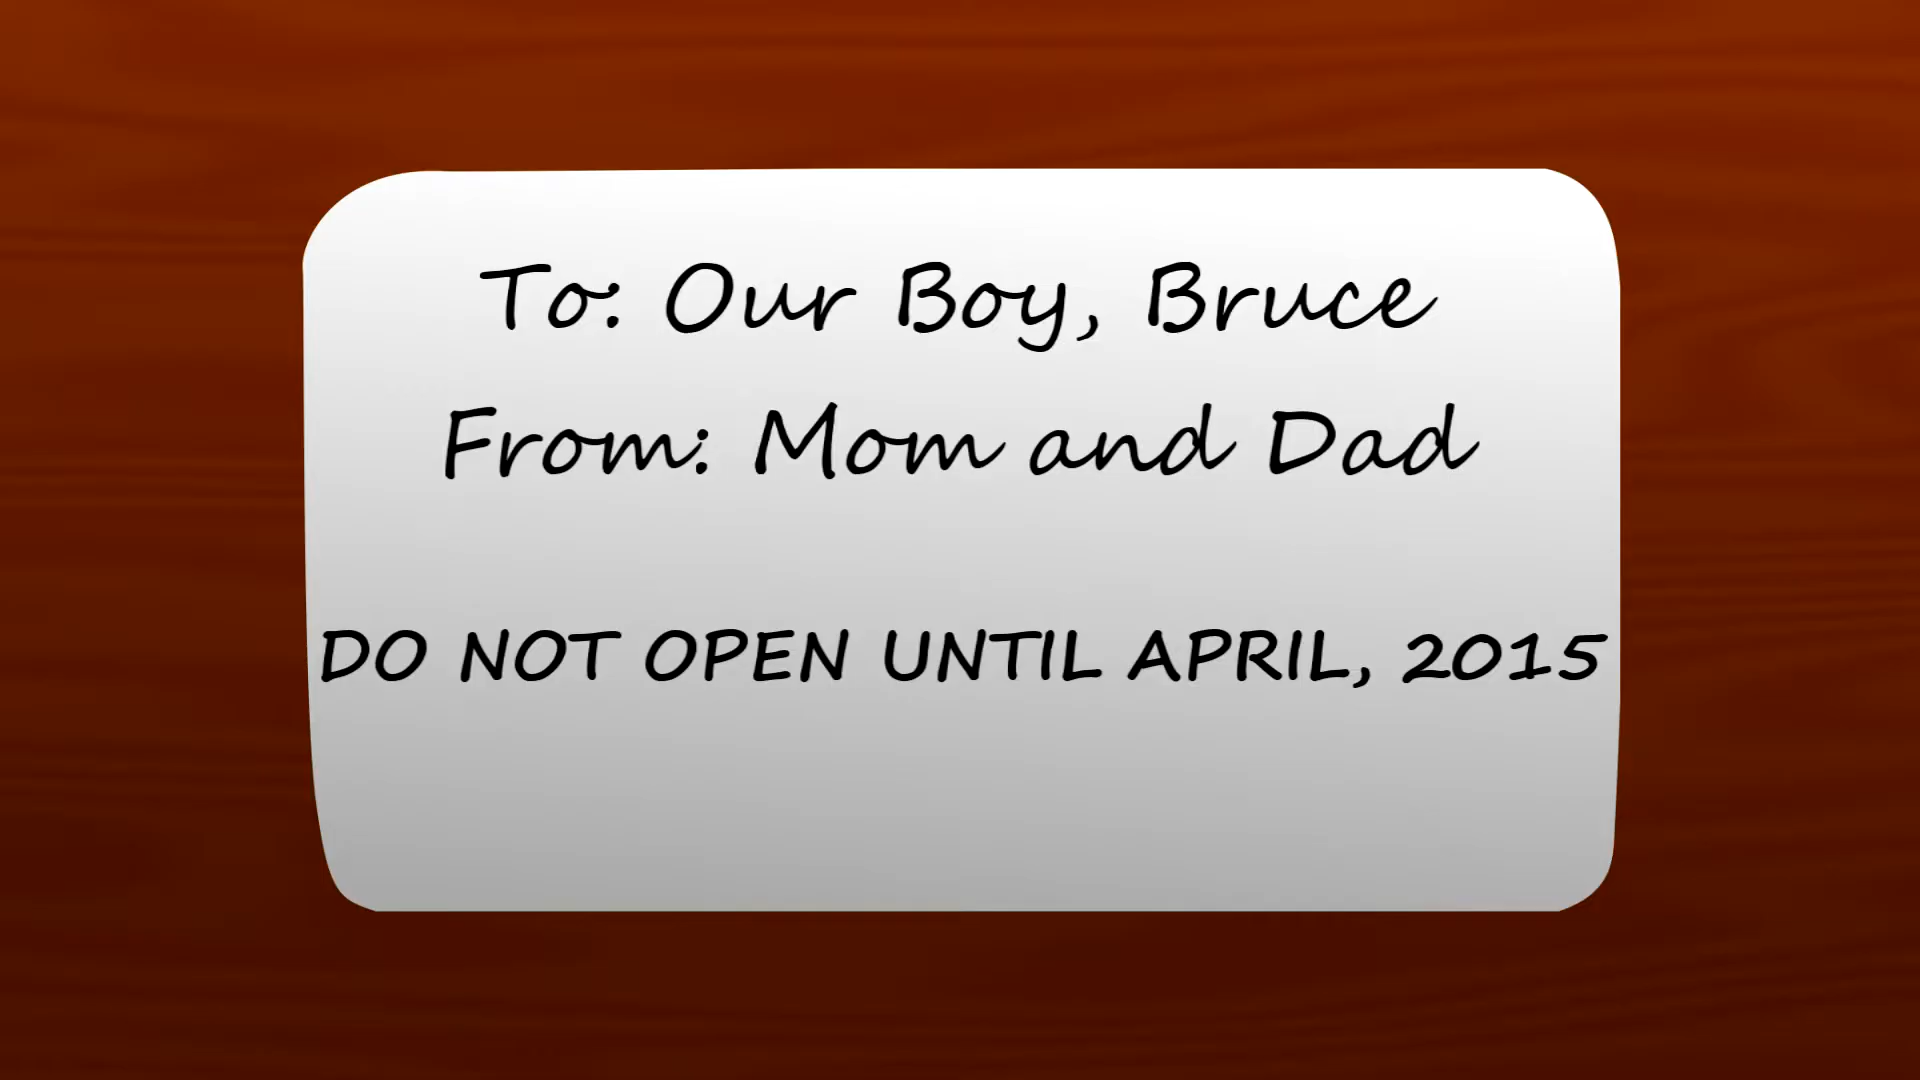 To: Our Boy, Bruce
From: Mom and Dad
DO NOT OPEN UNTIL APRIL, 2015